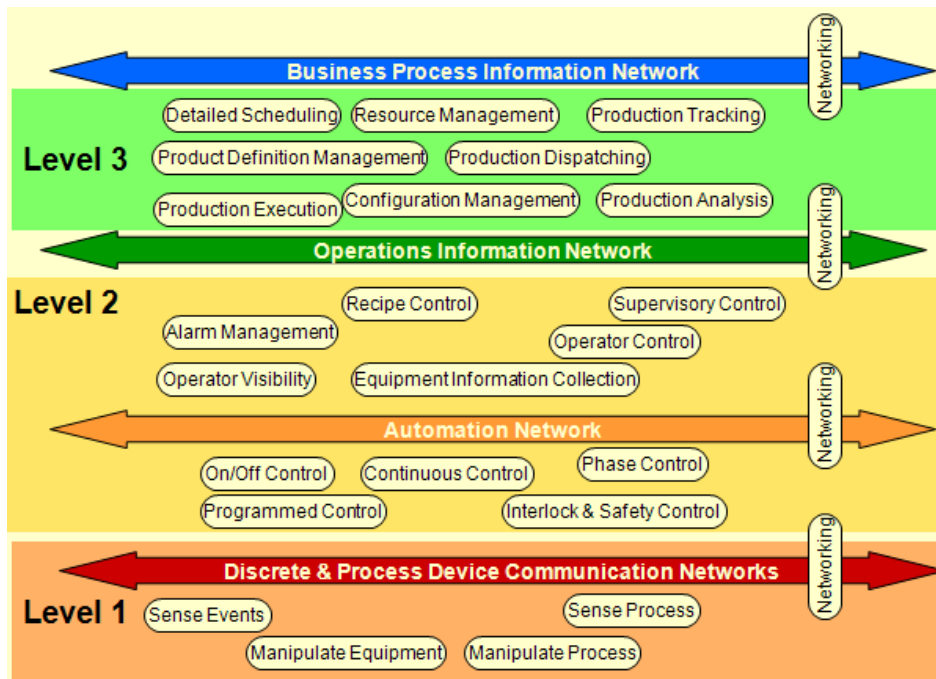 Business Process Information Network
Networking
Level 3
Detailed Scheduling
Resource Management
Production Tracking
Product Definition Management
Production Dispatching
Production Execution
Configuration Management
Production Analysis
Operations Information Network
Networking
Level 2
Recipe Control
Supervisory Control
Alarm Management
Operator Control
Operator Visibility
Equipment Information Collection
Automation Network
Networking
On/Off Control
Continuous Control
Phase Control
Programmed Control
Interlock & Safety Control
Discrete & Process Device Communication Networks
Networking
Level 1
Sense Events
Sense Process
Manipulate Equipment
Manipulate Process